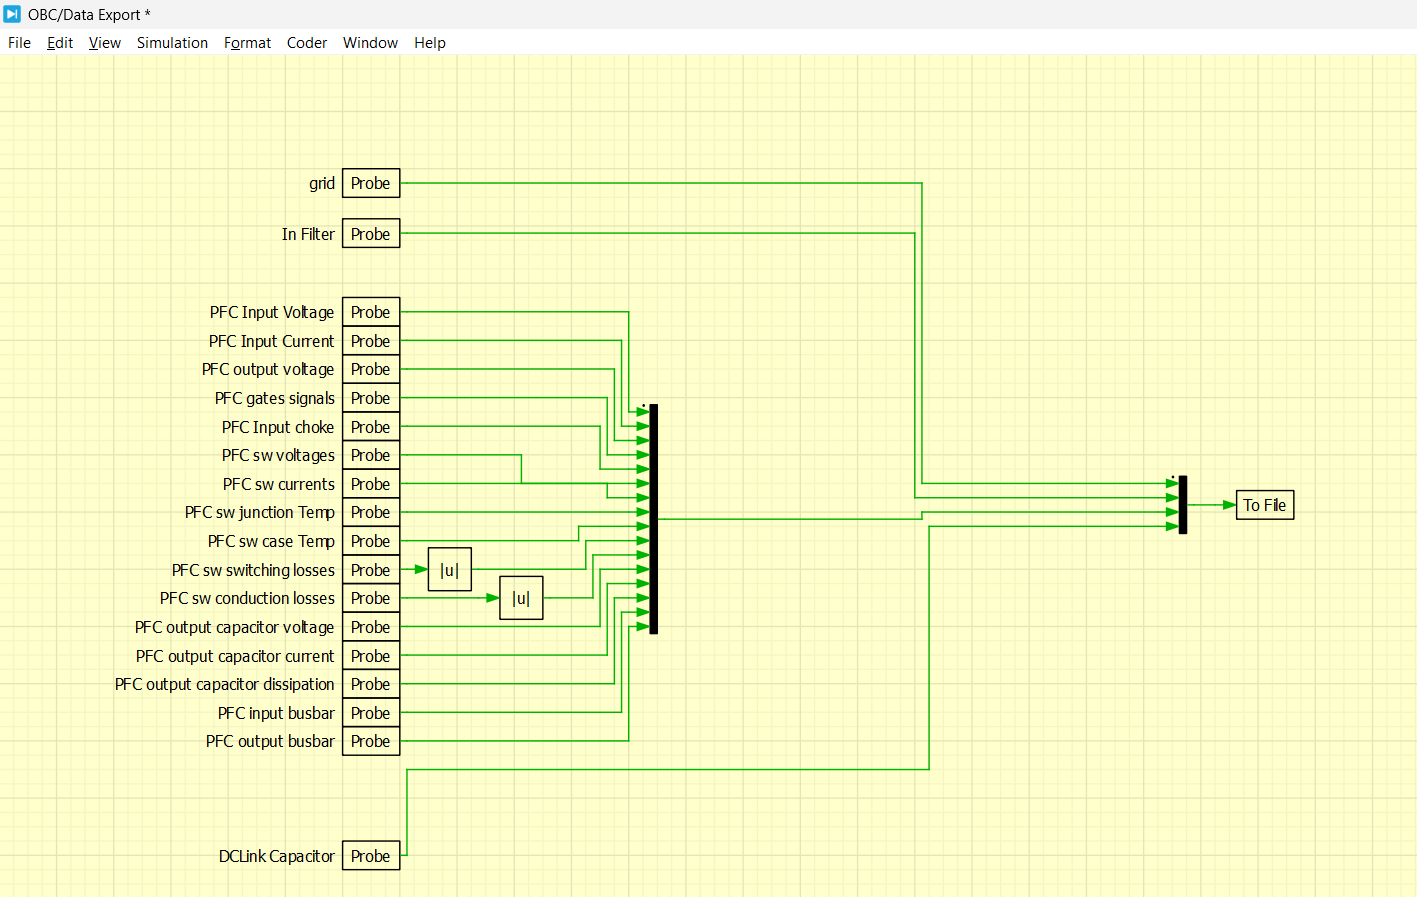 OBC/Data Export *
File Edit View Simulation Format Coder Window Help
grid Probe
In Filter Probe
PFC Input Voltage Probe
PFC Input Current Probe
PFC output voltage Probe
PFC gates signals Probe
PFC Input choke Probe
PFC sw voltages Probe
PFC sw currents Probe
PFC sw junction Temp Probe
To File
PFC sw case Temp Probe
PFC sw switching losses Probe |u|
PFC sw conduction losses Probe |u|
PFC output capacitor voltage Probe
PFC output capacitor current Probe
PFC output capacitor dissipation Probe
PFC input busbar Probe
PFC output busbar Probe
DCLink Capacitor Probe